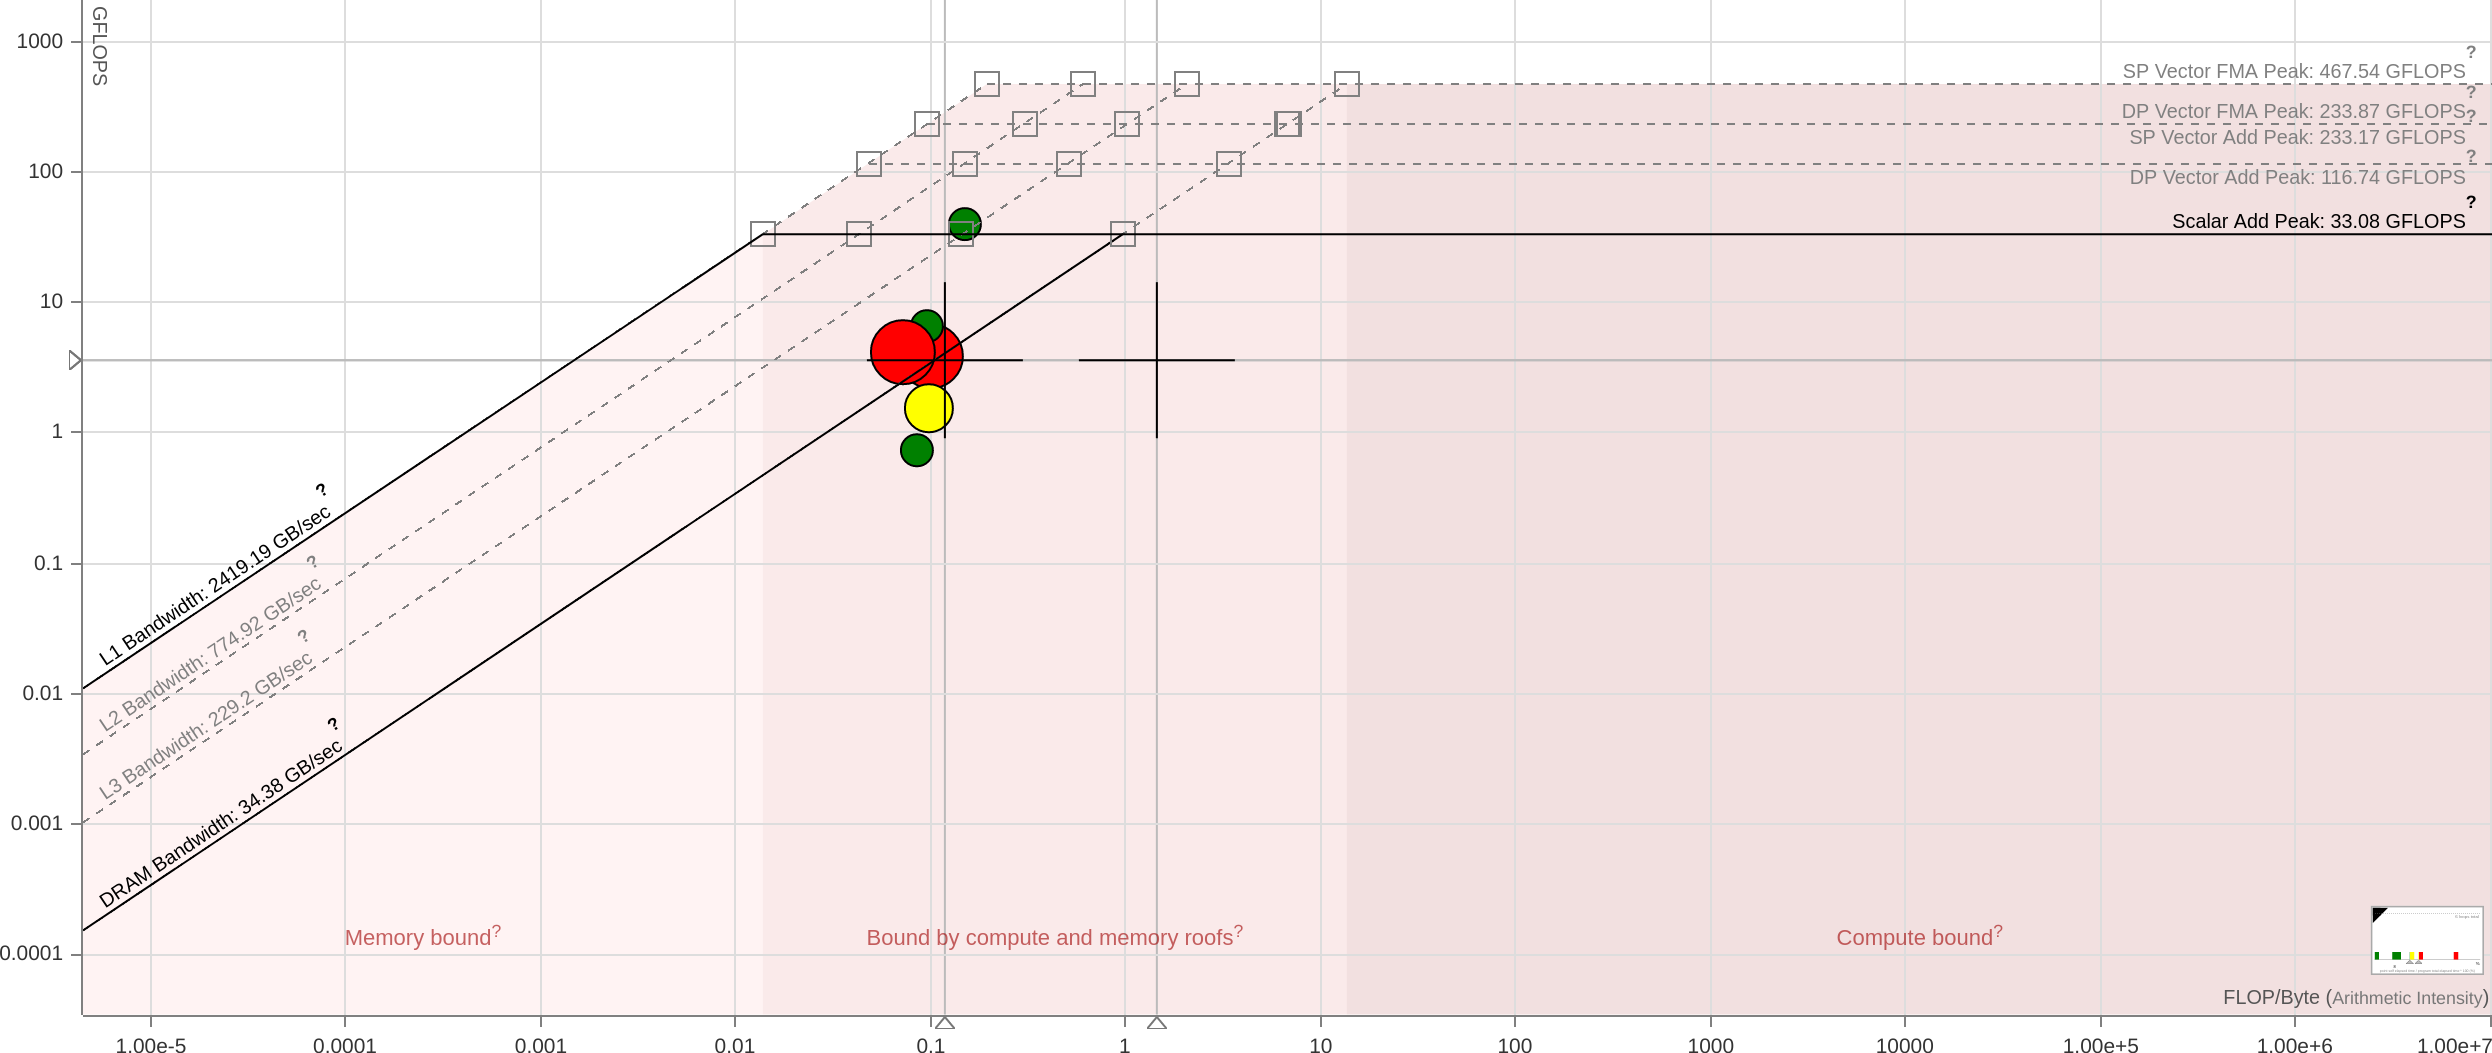 GFLOPS
1000
100
10
1
0.1
0.01
0.001
0.0001
?
SP Vector FMA Peak: 467.54 GFLOPS
?
DP Vector FMA Peak: 233.87 GFLOPS
?
SP Vector Add Peak: 233.17 GFLOPS
?
DP Vector Add Peak: 116.74 GFLOPS
?
Scalar Add Peak: 33.08 GFLOPS
?
L1 Bandwidth: 2419.19 GB/sec
?
L2 Bandwidth: 774.92 GB/sec
?
L3 Bandwidth: 229.2 GB/sec
?
DRAM Bandwidth: 34.38 GB/sec
Memory bound?
Bound by compute and memory roofs?
Compute bound?
FLOP/Byte (Arithmetic Intensity)
1.00e-5
0.0001
0.001
0.01
0.1
1
10
100
1000
10000
1.00e+5
1.00e+6
1.00e+7